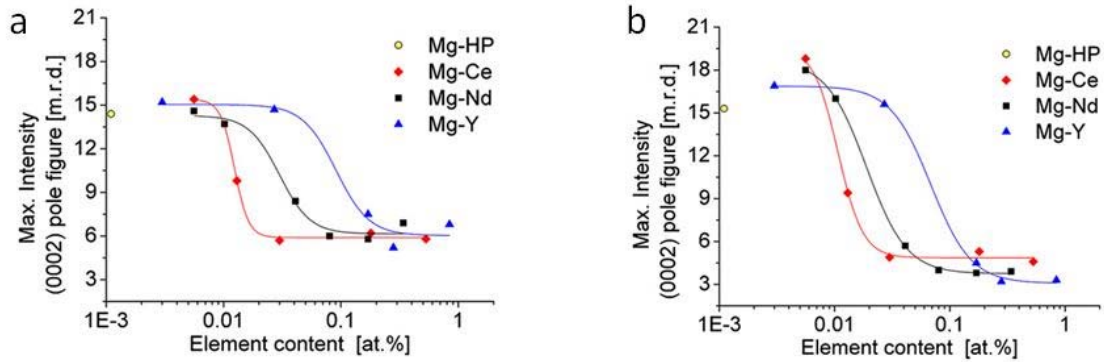 a
Max. Intensity
(0002) pole figure [m.r.d.]
18
15
12
9
6
3
1E-3
0.01
0.1
1
Element content [at.%]
Mg-HP
Mg-Ce
Mg-Nd
Mg-Y
b
Max. Intensity
(0002) pole figure [m.r.d.]
21
18
15
12
9
6
3
1E-3
0.01
0.1
1
Element content [at.%]
Mg-HP
Mg-Ce
Mg-Nd
Mg-Y